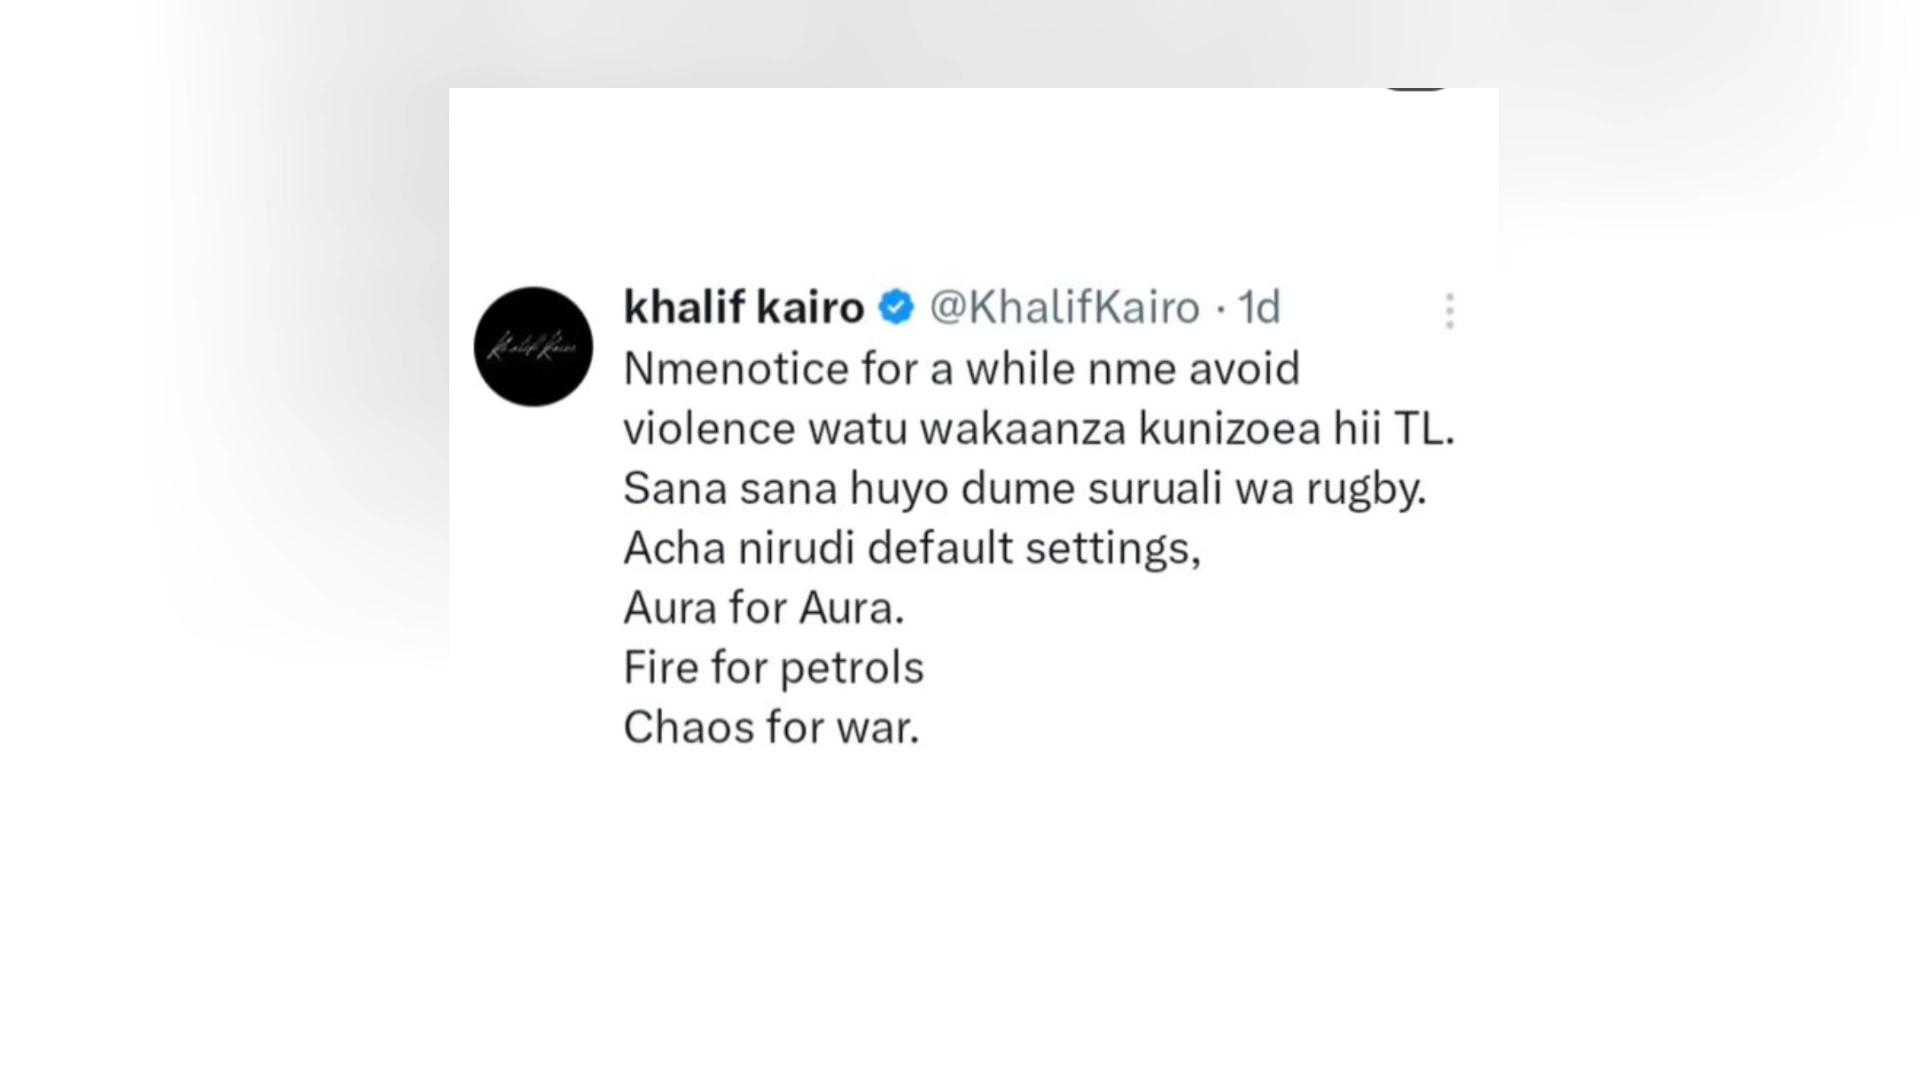 khalif kairo @KhalifKairo · 1d
Nmenotice for a while nme avoid
violence watu wakaanza kunizoea hii TL.
Sana sana huyo dume suruali wa rugby.
Acha nirudi default settings,
Aura for Aura.
Fire for petrols
Chaos for war.